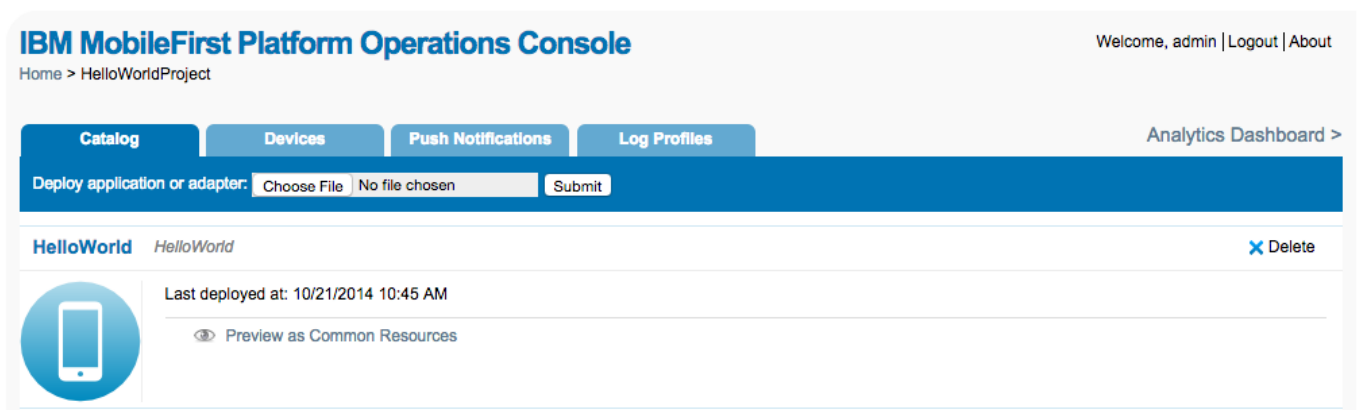 IBM MobileFirst Platform Operations Console
Welcome, admin | Logout | About
Home > HelloWorldProject
Catalog Devices Push Notifications Log Profiles Analytics Dashboard >
Deploy application or adapter: Choose File No file chosen Submit
HelloWorld HelloWorld Delete
Last deployed at: 10/21/2014 10:45 AM
Preview as Common Resources